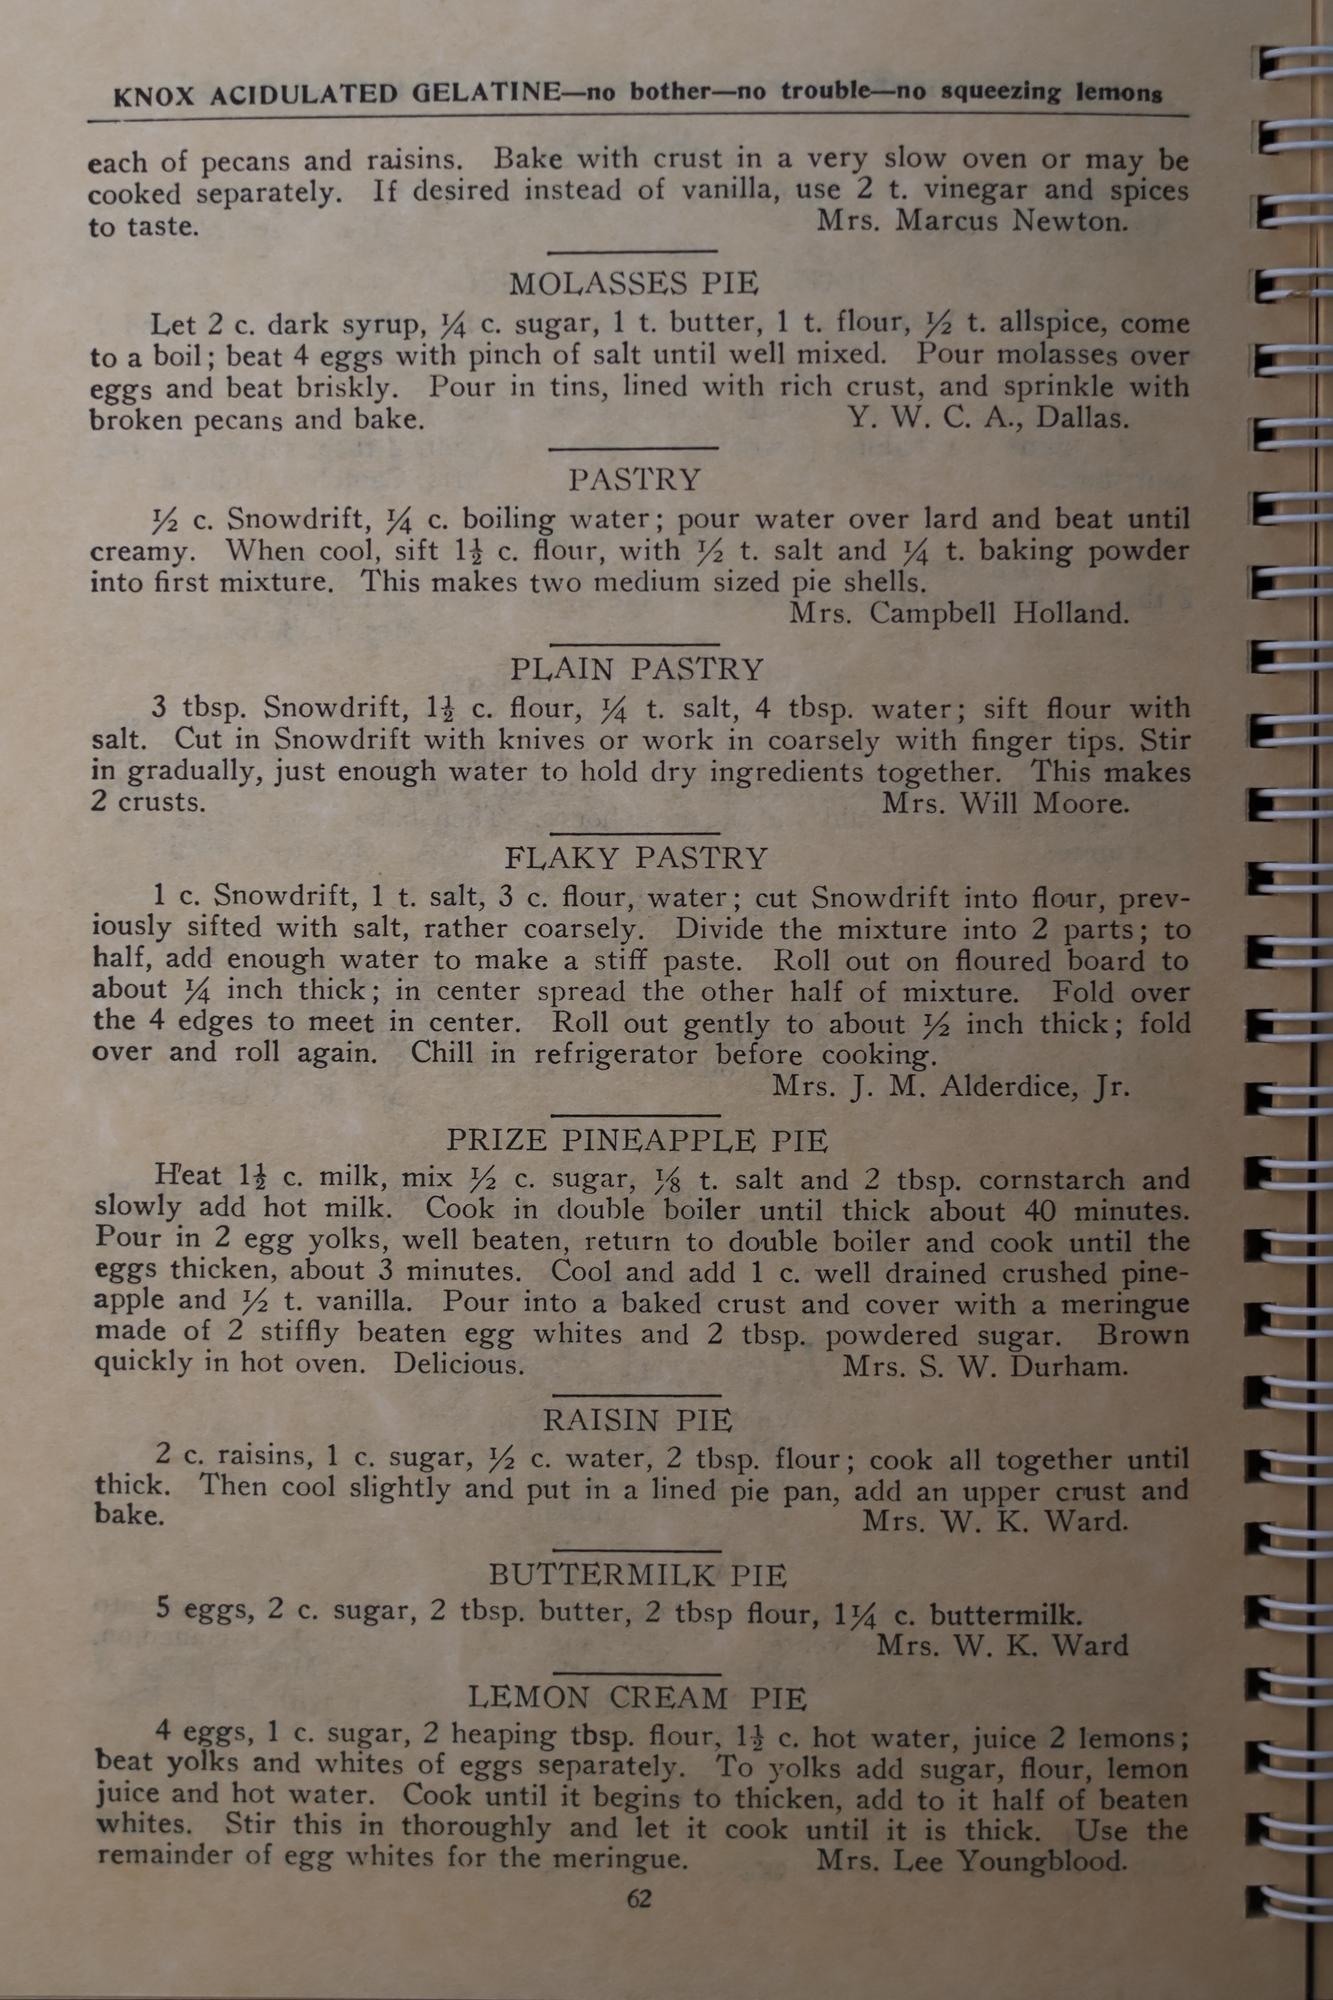 KNOX ACIDULATED GELATINE—no bother—no trouble—no squeezing lemons
each of pecans and raisins. Bake with crust in a very slow oven or may be
cooked separately. If desired instead of vanilla, use 2 t. vinegar and spices
to taste. Mrs. Marcus Newton.
MOLASSES PIE
Let 2 c. dark syrup, ¼ c. sugar, 1 t. butter, 1 t. flour, ½ t. allspice, come
to a boil; beat 4 eggs with pinch of salt until well mixed. Pour molasses over
eggs and beat briskly. Pour in tins, lined with rich crust, and sprinkle with
broken pecans and bake. Y. W. C. A., Dallas.
PASTRY
½ c. Snowdrift, ¼ c. boiling water; pour water over lard and beat until
creamy. When cool, sift 1½ c. flour, with ½ t. salt and ¼ t. baking powder
into first mixture. This makes two medium sized pie shells.
Mrs. Campbell Holland.
PLAIN PASTRY
3 tbsp. Snowdrift, 1½ c. flour, ¼ t. salt, 4 tbsp. water; sift flour with
salt. Cut in Snowdrift with knives or work in coarsely with finger tips. Stir
in gradually, just enough water to hold dry ingredients together. This makes
2 crusts. Mrs. Will Moore.
FLAKY PASTRY
1 c. Snowdrift, 1 t. salt, 3 c. flour, water; cut Snowdrift into flour, prev-
iously sifted with salt, rather coarsely. Divide the mixture into 2 parts; to
half, add enough water to make a stiff paste. Roll out on floured board to
about ¼ inch thick; in center spread the other half of mixture. Fold over
the 4 edges to meet in center. Roll out gently to about ½ inch thick; fold
over and roll again. Chill in refrigerator before cooking.
Mrs. J. M. Alderdice, Jr.
PRIZE PINEAPPLE PIE
Heat 1½ c. milk, mix ½ c. sugar, ⅛ t. salt and 2 tbsp. cornstarch and
slowly add hot milk. Cook in double boiler until thick about 40 minutes.
Pour in 2 egg yolks, well beaten, return to double boiler and cook until the
eggs thicken, about 3 minutes. Cool and add 1 c. well drained crushed pine-
apple and ½ t. vanilla. Pour into a baked crust and cover with a meringue
made of 2 stiffly beaten egg whites and 2 tbsp. powdered sugar. Brown
quickly in hot oven. Delicious. Mrs. S. W. Durham.
RAISIN PIE
2 c. raisins, 1 c. sugar, ½ c. water, 2 tbsp. flour; cook all together until
thick. Then cool slightly and put in a lined pie pan, add an upper crust and
bake. Mrs. W. K. Ward.
BUTTERMILK PIE
5 eggs, 2 c. sugar, 2 tbsp. butter, 2 tbsp flour, 1¼ c. buttermilk.
Mrs. W. K. Ward
LEMON CREAM PIE
4 eggs, 1 c. sugar, 2 heaping tbsp. flour, 1½ c. hot water, juice 2 lemons;
beat yolks and whites of eggs separately. To yolks add sugar, flour, lemon
juice and hot water. Cook until it begins to thicken, add to it half of beaten
whites. Stir this in thoroughly and let it cook until it is thick. Use the
remainder of egg whites for the meringue. Mrs. Lee Youngblood.
62